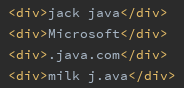 <div>jack java</div>
<div>Microsoft</div>
<div>.java.com</div>
<div>milk j.ava</div>